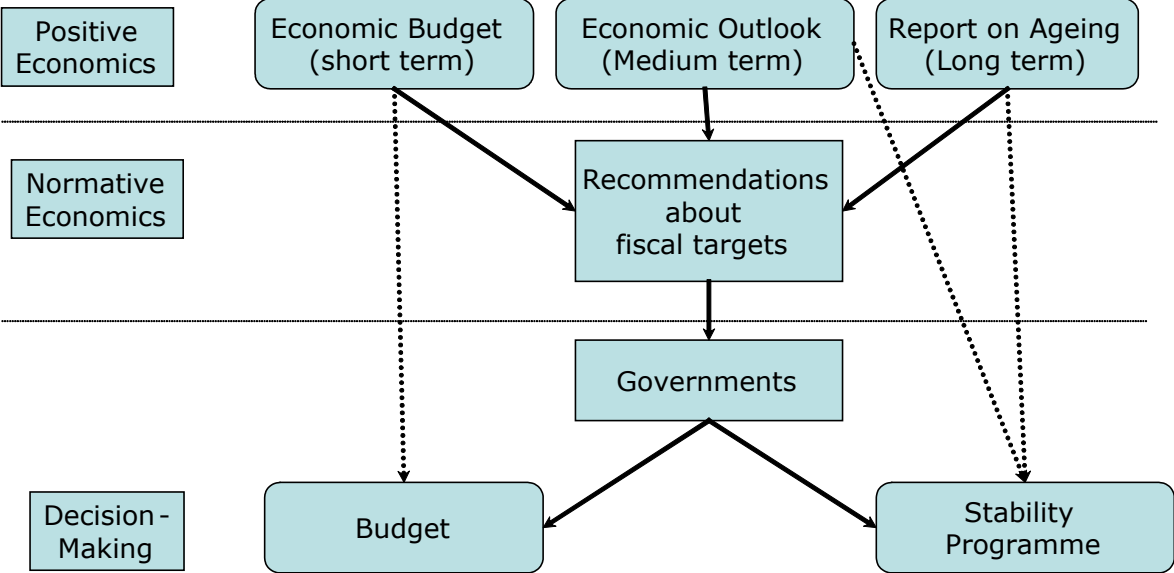 Positive
Economics
Economic Budget
(short term)
Economic Outlook
(Medium term)
Report on Ageing
(Long term)
Normative
Economics
Recommendations
about
fiscal targets
Governments
Decision-
Making
Budget
Stability
Programme